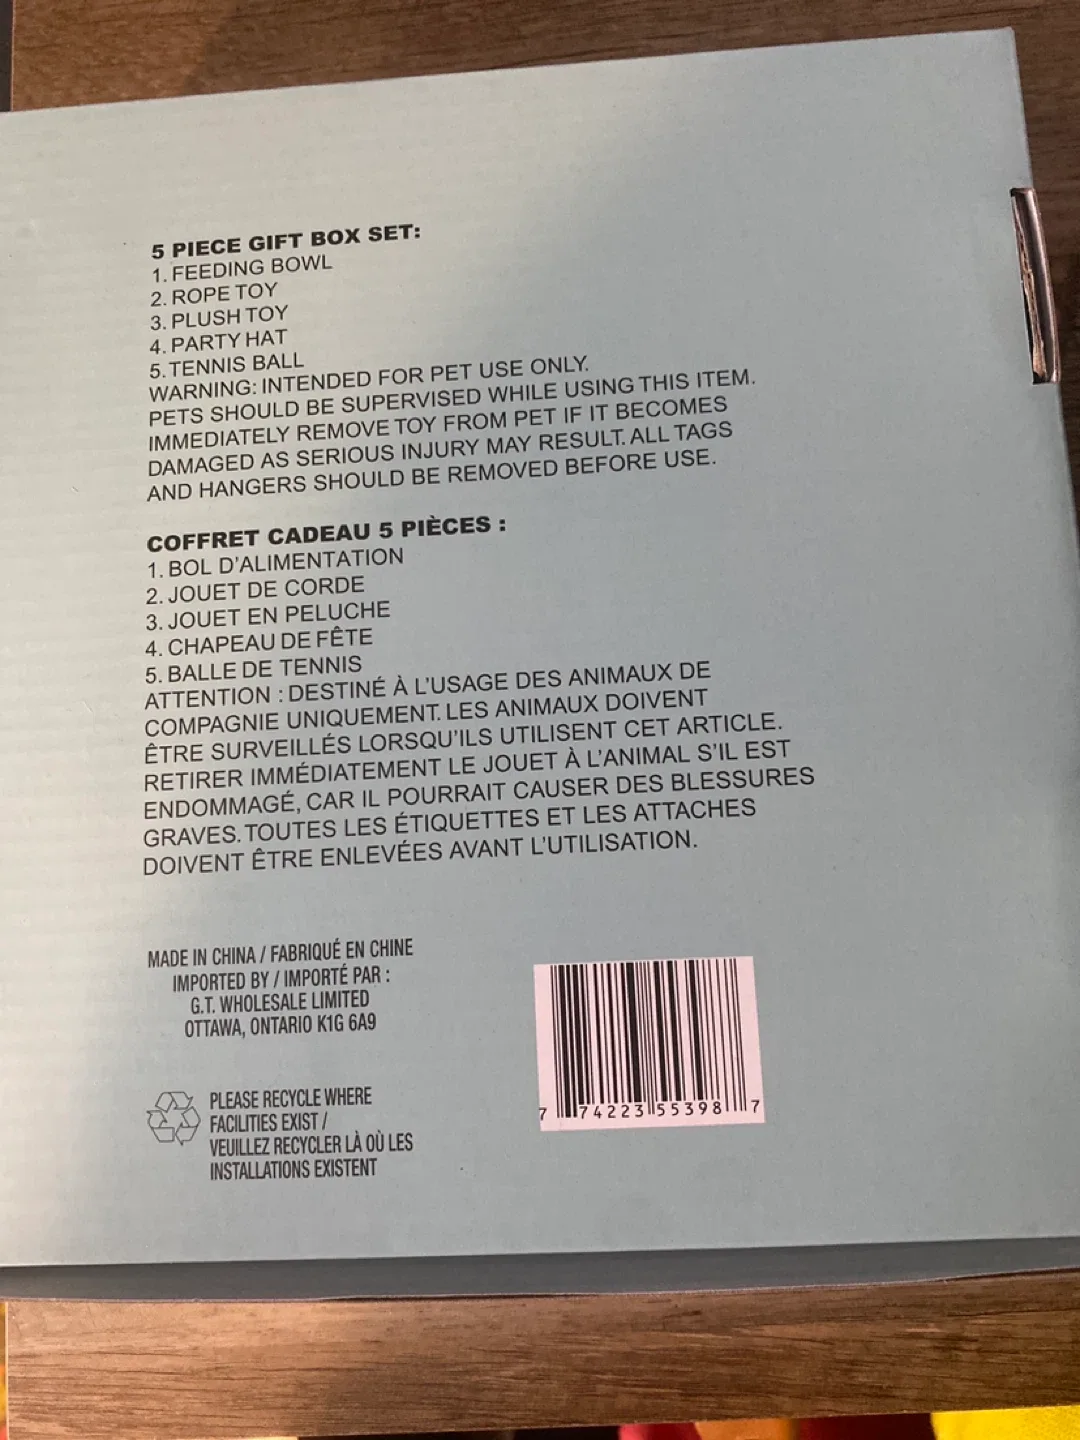 5 PIECE GIFT BOX SET:
1. FEEDING BOWL
2. ROPE TOY
3. PLUSH TOY
4. PARTY HAT
5. TENNIS BALL
WARNING: INTENDED FOR PET USE ONLY.
PETS SHOULD BE SUPERVISED WHILE USING THIS ITEM.
IMMEDIATELY REMOVE TOY FROM PET IF IT BECOMES
DAMAGED AS SERIOUS INJURY MAY RESULT. ALL TAGS
AND HANGERS SHOULD BE REMOVED BEFORE USE.
COFFRET CADEAU 5 PIÈCES :
1. BOL D'ALIMENTATION
2. JOUET DE CORDE
3. JOUET EN PELUCHE
4. CHAPEAU DE FÊTE
5. BALLE DE TENNIS
ATTENTION : DESTINÉ À L'USAGE DES ANIMAUX DE
COMPAGNIE UNIQUEMENT. LES ANIMAUX DOIVENT
ÊTRE SURVEILLÉS LORSQU'ILS UTILISENT CET ARTICLE.
RETIRER IMMÉDIATEMENT LE JOUET À L'ANIMAL S'IL EST
ENDOMMAGÉ, CAR IL POURRAIT CAUSER DES BLESSURES
GRAVES. TOUTES LES ÉTIQUETTES ET LES ATTACHES
DOIVENT ÊTRE ENLEVÉES AVANT L'UTILISATION.
MADE IN CHINA / FABRIQUÉ EN CHINE
IMPORTED BY / IMPORTÉ PAR :
G.T. WHOLESALE LIMITED
OTTAWA, ONTARIO K1G 6A9
PLEASE RECYCLE WHERE
FACILITIES EXIST /
VEUILLEZ RECYCLER LÀ OÙ LES
INSTALLATIONS EXISTENT
7 74223 55398 7